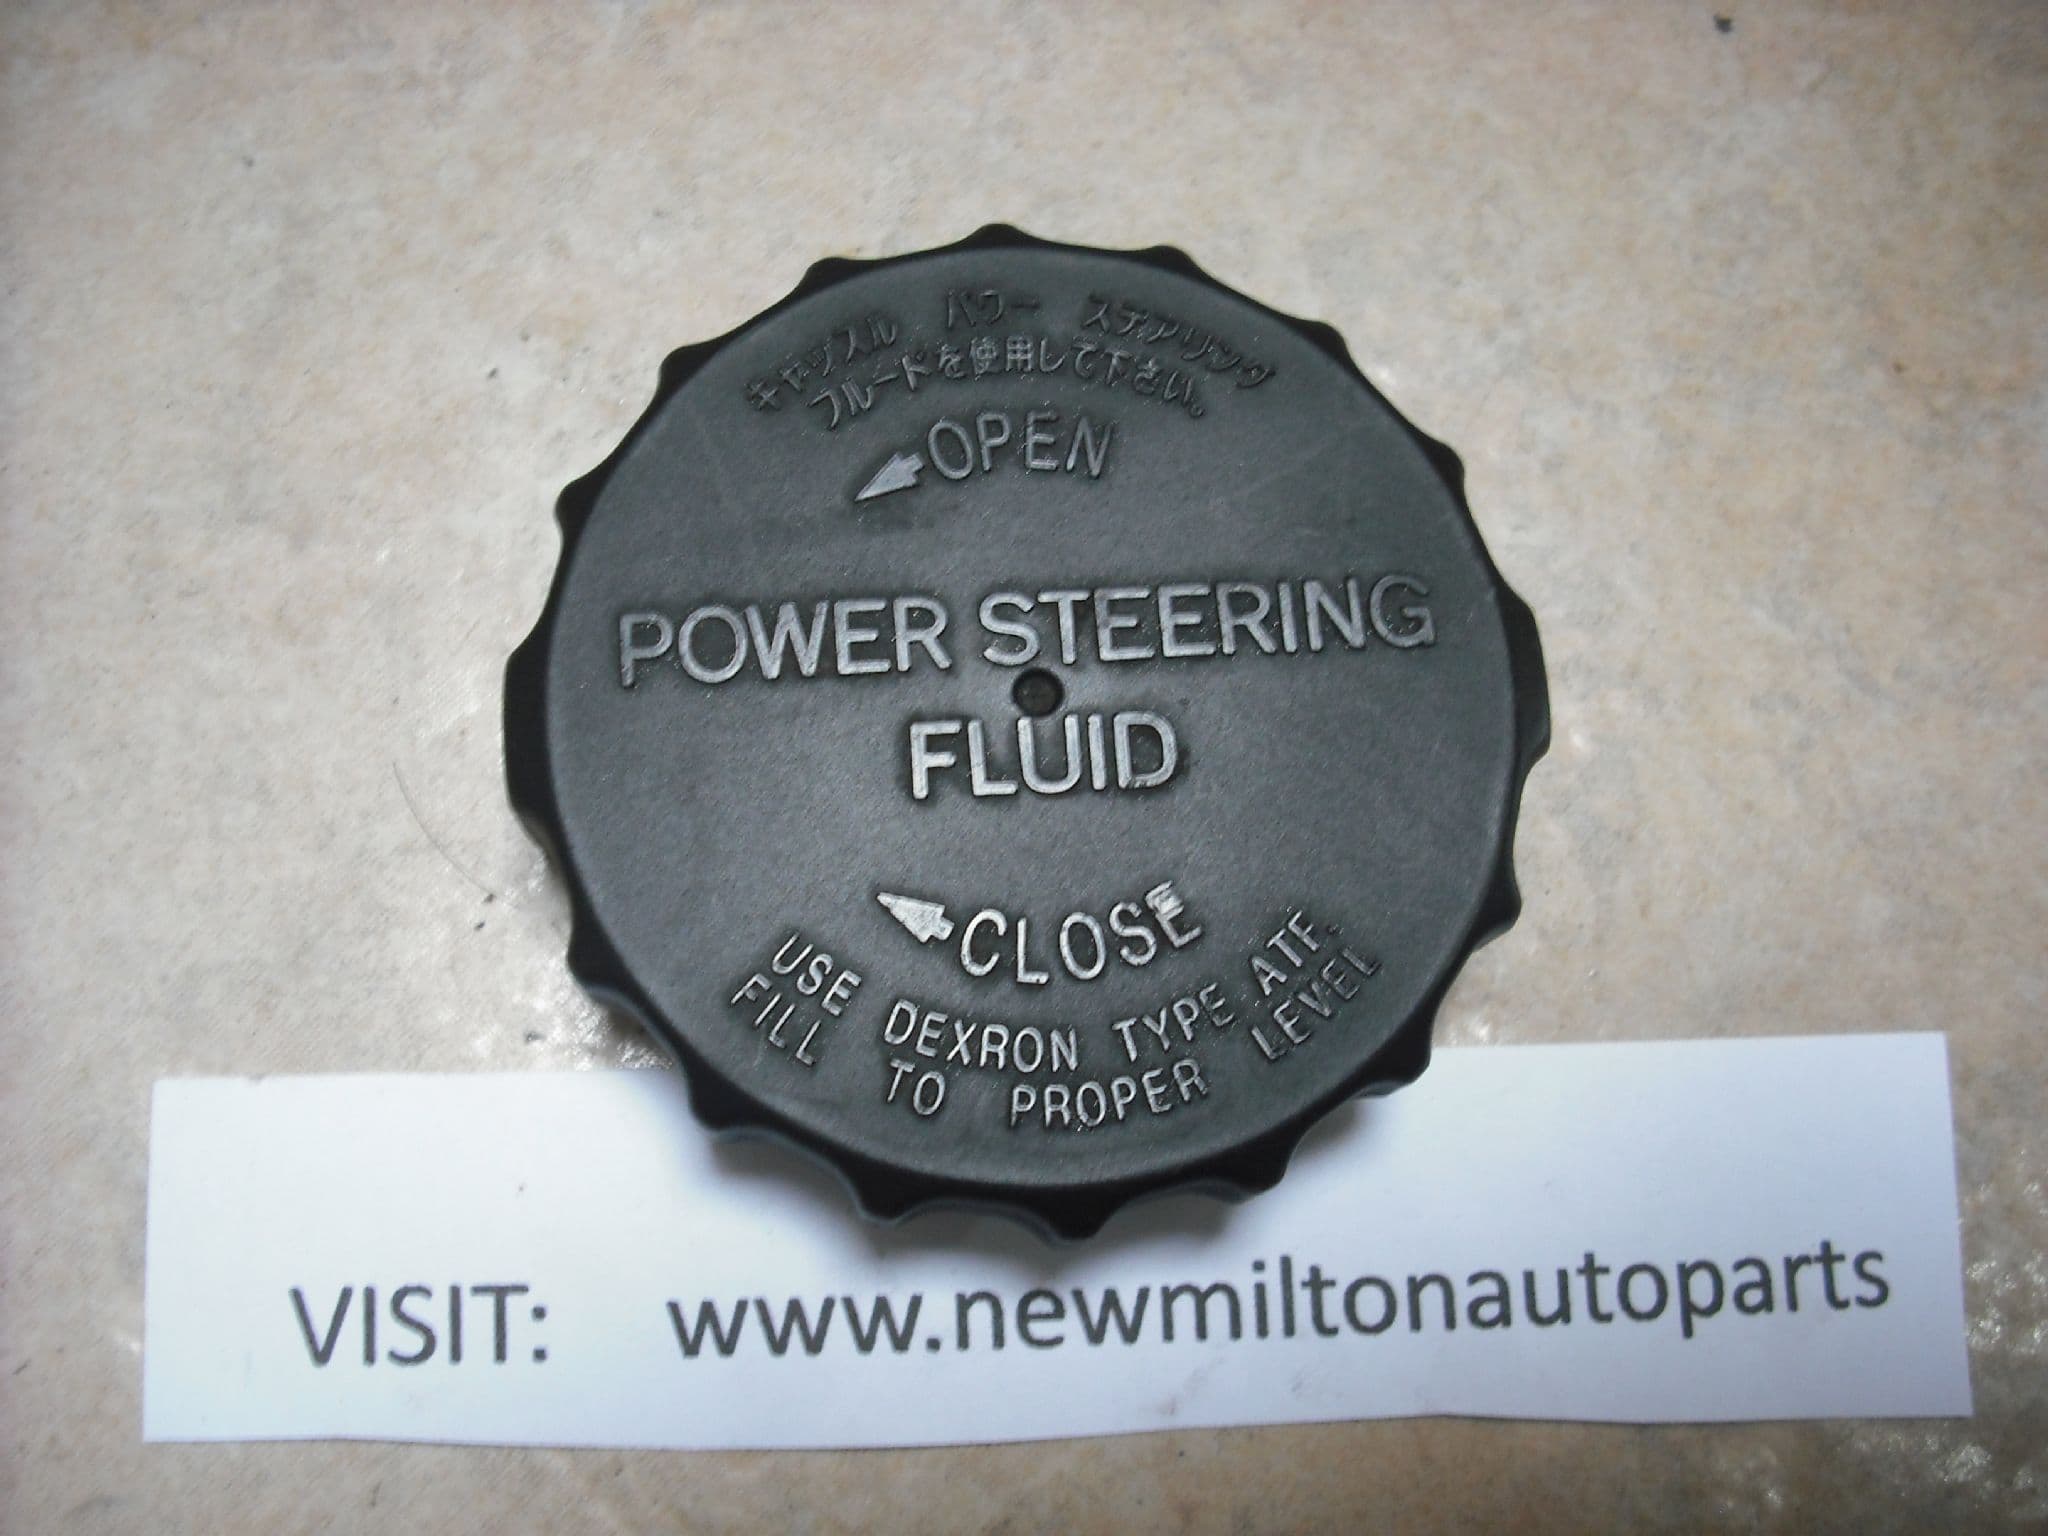 キャッスル パワー ステアリング
フルードを使用して下さい。
OPEN
POWER STEERING
FLUID
CLOSE
USE DEXRON TYPE ATF.
FILL TO PROPER LEVEL
VISIT: www.newmiltonautoparts